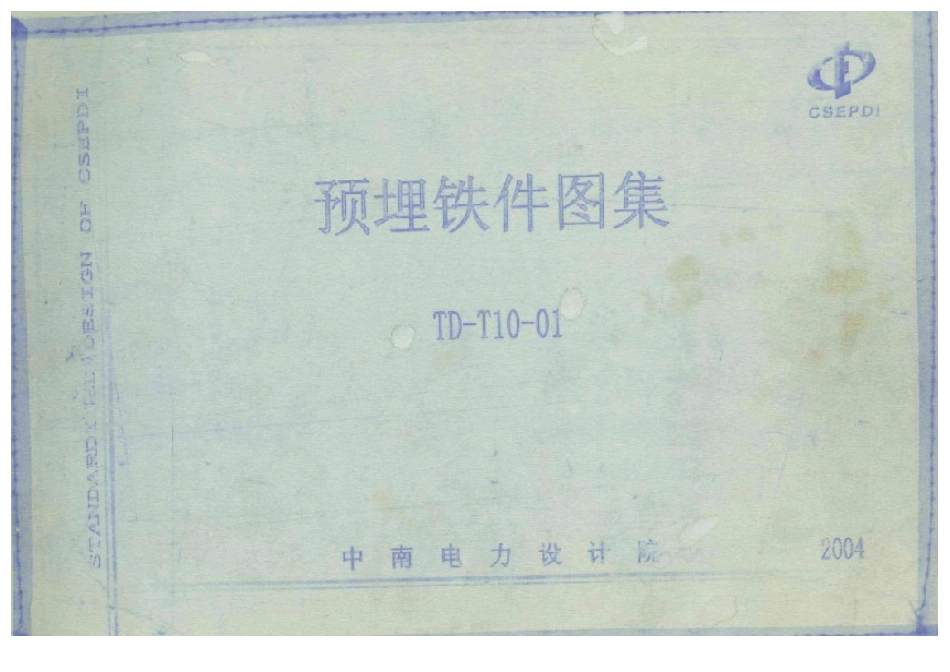 CSEPDI
预埋铁件图集
TD-T10-01
中南电力设计院
2004
DESIGN OF CSEPDI